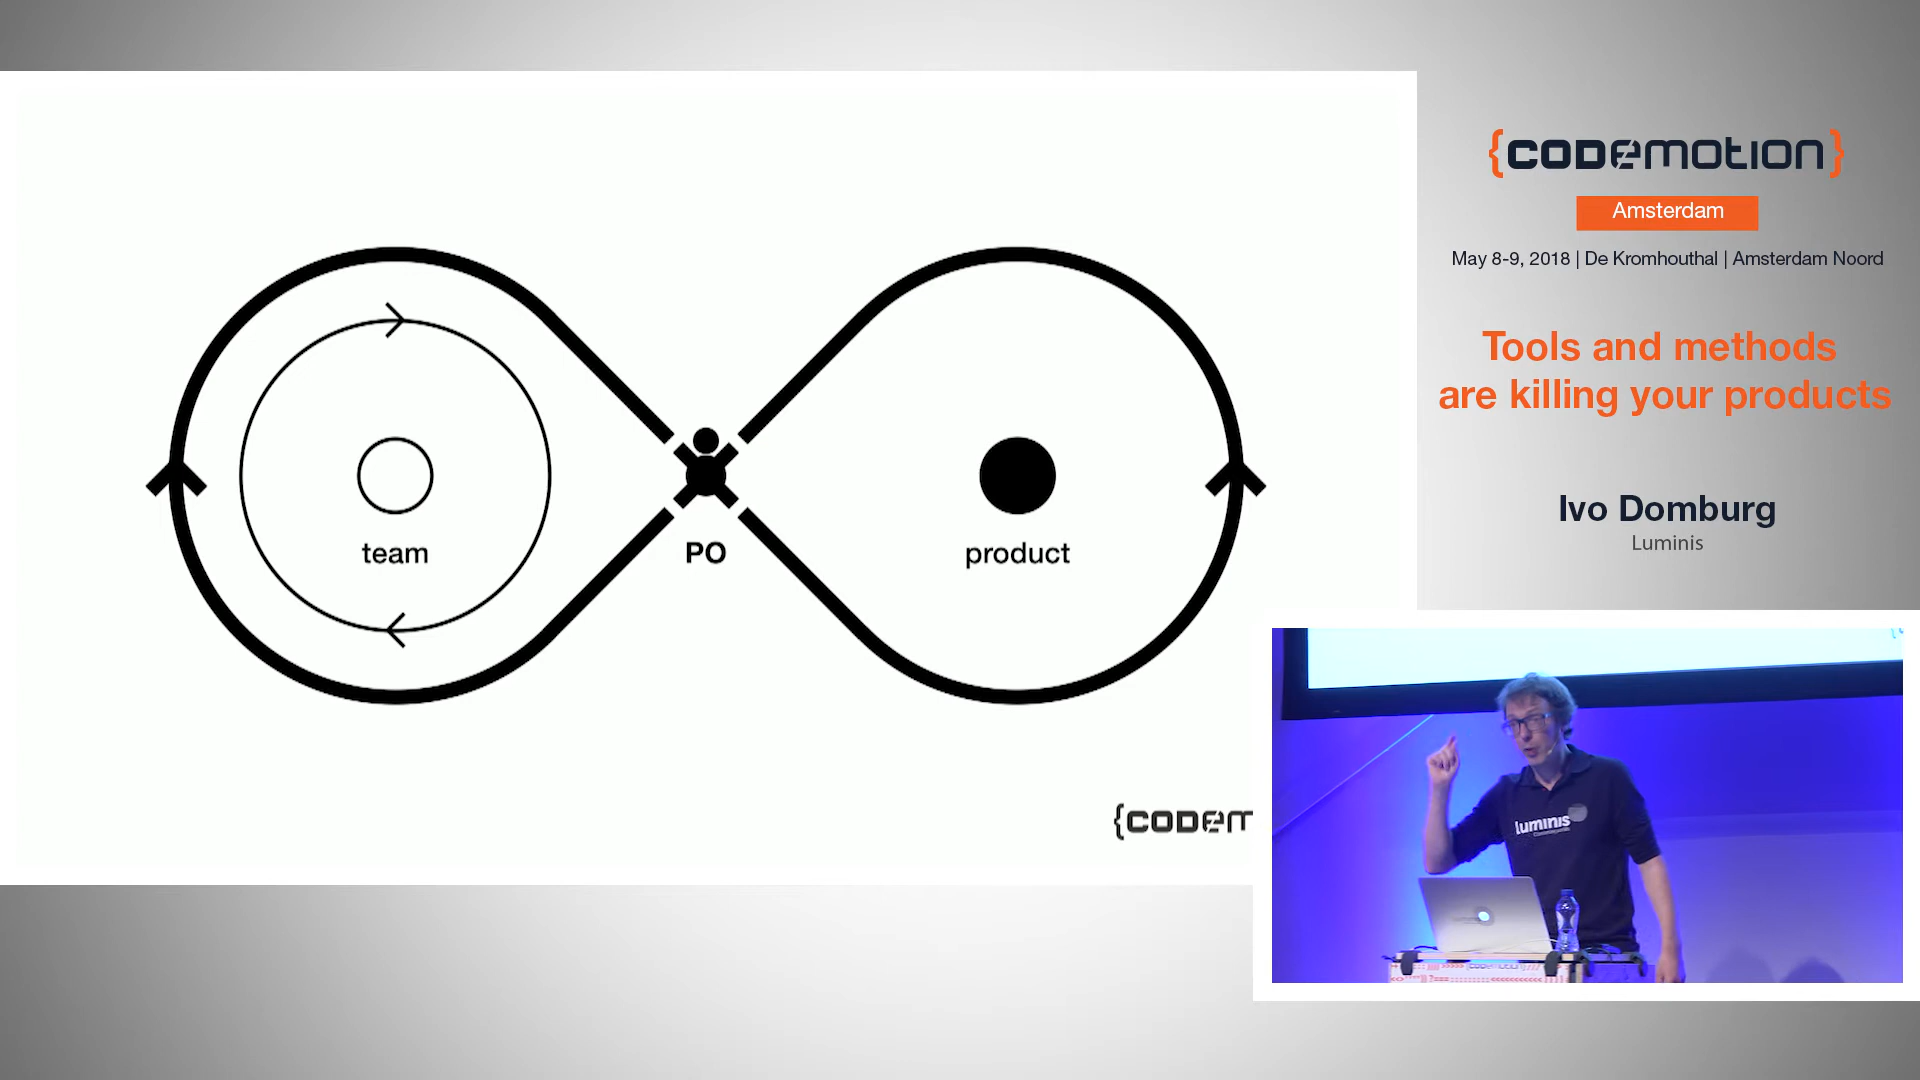 team
PO
product
{CODEM
{CODEMOTION}
Amsterdam
May 8-9, 2018 | De Kromhouthal | Amsterdam Noord
Tools and methods
are killing your products
Ivo Domburg
Luminis
luminis